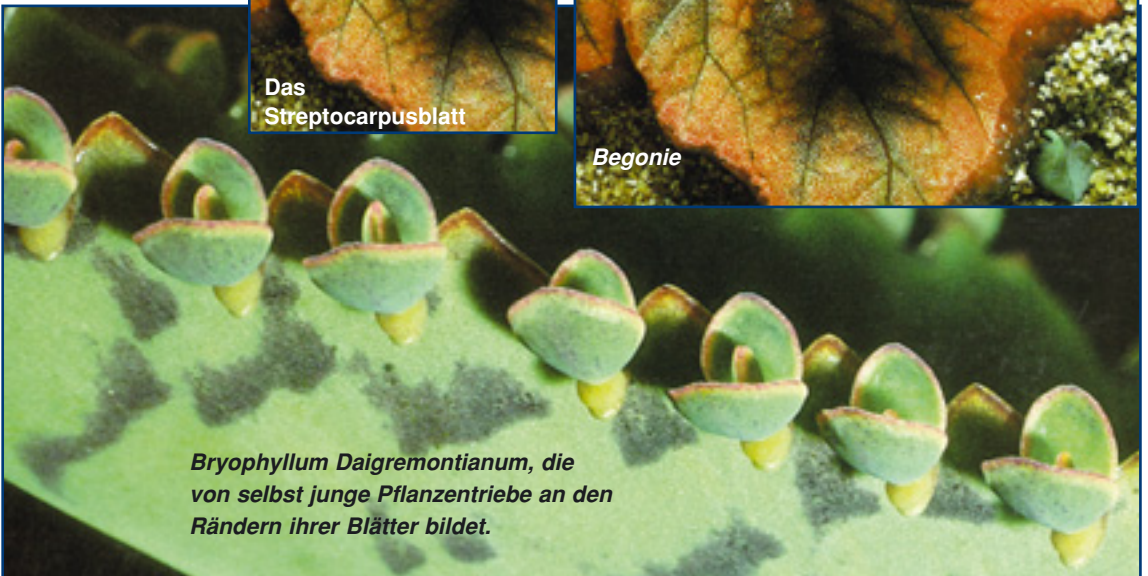 Das
Streptocarpusblatt
Begonie
Bryophyllum Daigremontianum, die
von selbst junge Pflanzentriebe an den
Rändern ihrer Blätter bildet.